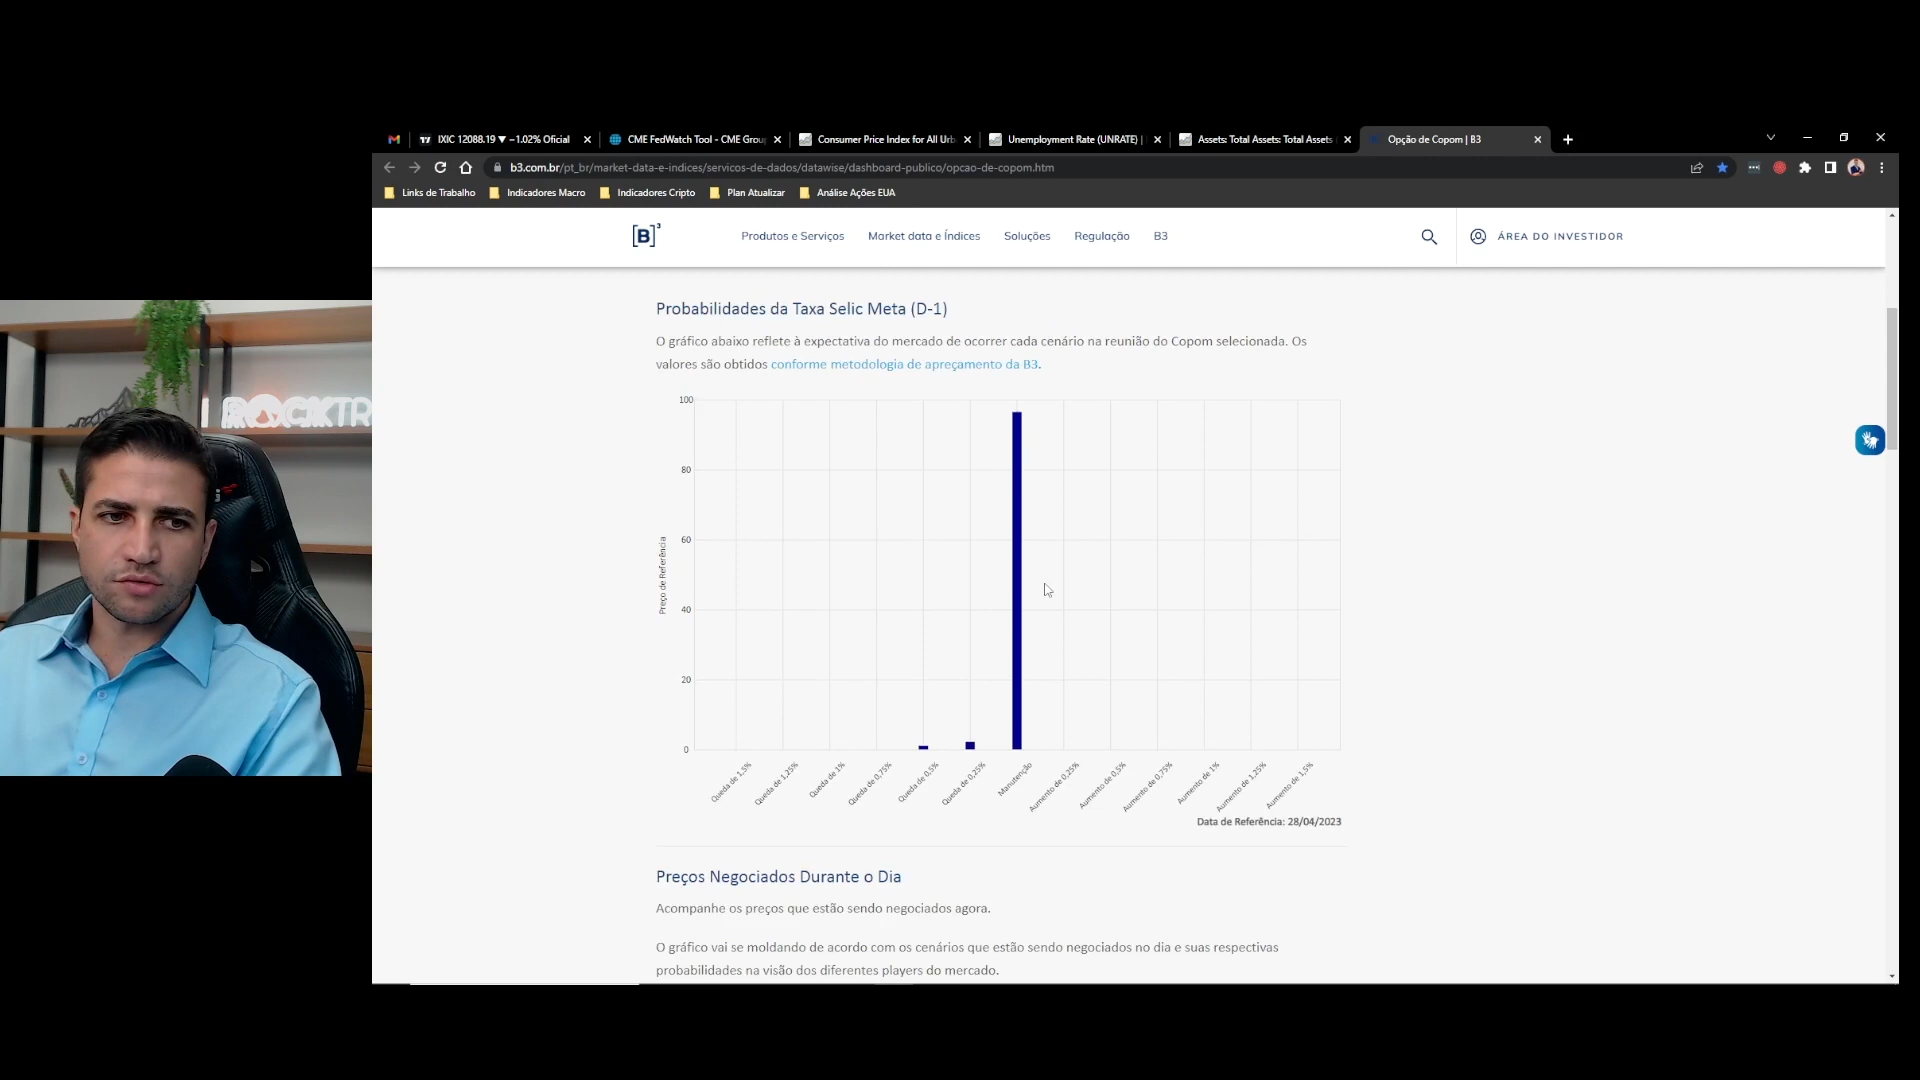 IXIC 12088.19 ▼ −1.02% Oficial
CME FedWatch Tool - CME Grou
Consumer Price Index for All Urb
Unemployment Rate (UNRATE) |
Assets: Total Assets: Total Assets
Opção de Copom | B3
b3.com.br/pt_br/market-data-e-indices/servicos-de-dados/datawise/dashboard-publico/opcao-de-copom.htm
Links de Trabalho
Indicadores Macro
Indicadores Cripto
Plan Atualizar
Análise Ações EUA
[B]³
Produtos e Serviços
Market data e Índices
Soluções
Regulação
B3
ÁREA DO INVESTIDOR
Probabilidades da Taxa Selic Meta (D-1)
O gráfico abaixo reflete à expectativa do mercado de ocorrer cada cenário na reunião do Copom selecionada. Os
valores são obtidos conforme metodologia de apreçamento da B3.
100
80
60
40
20
0
Preço de Referência
Queda de 1,5%
Queda de 1,25%
Queda de 1%
Queda de 0,75%
Queda de 0,5%
Queda de 0,25%
Manutenção
Aumento de 0,25%
Aumento de 0,5%
Aumento de 0,75%
Aumento de 1%
Aumento de 1,25%
Aumento de 1,5%
Data de Referência: 28/04/2023
Preços Negociados Durante o Dia
Acompanhe os preços que estão sendo negociados agora.
O gráfico vai se moldando de acordo com os cenários que estão sendo negociados no dia e suas respectivas
probabilidades na visão dos diferentes players do mercado.
ROCKTR